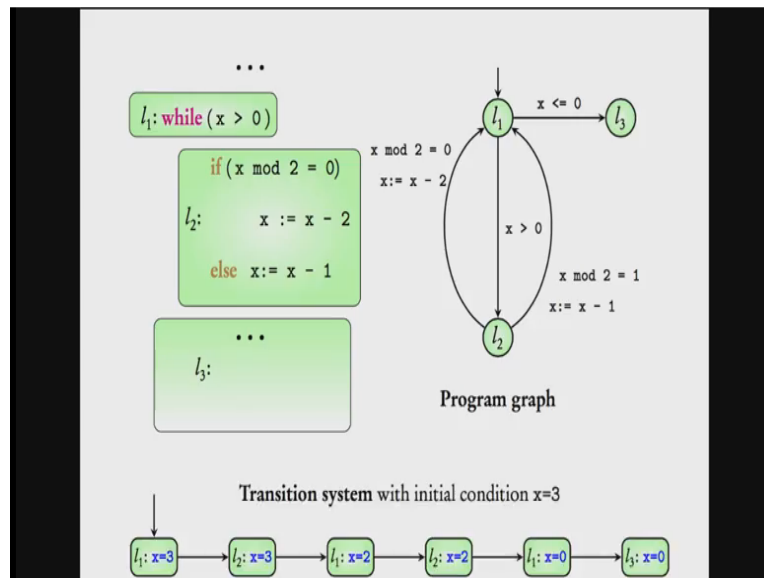 ...
l₁: while (x > 0)
if (x mod 2 = 0)
l₂: x := x - 2
else x:= x - 1
...
l₃:
l₁
x <= 0
l₃
x mod 2 = 0
x:= x - 2
x > 0
x mod 2 = 1
x:= x - 1
l₂
Program graph
Transition system with initial condition x=3
l₁: x=3 l₂: x=3 l₁: x=2 l₂: x=2 l₁: x=0 l₃: x=0